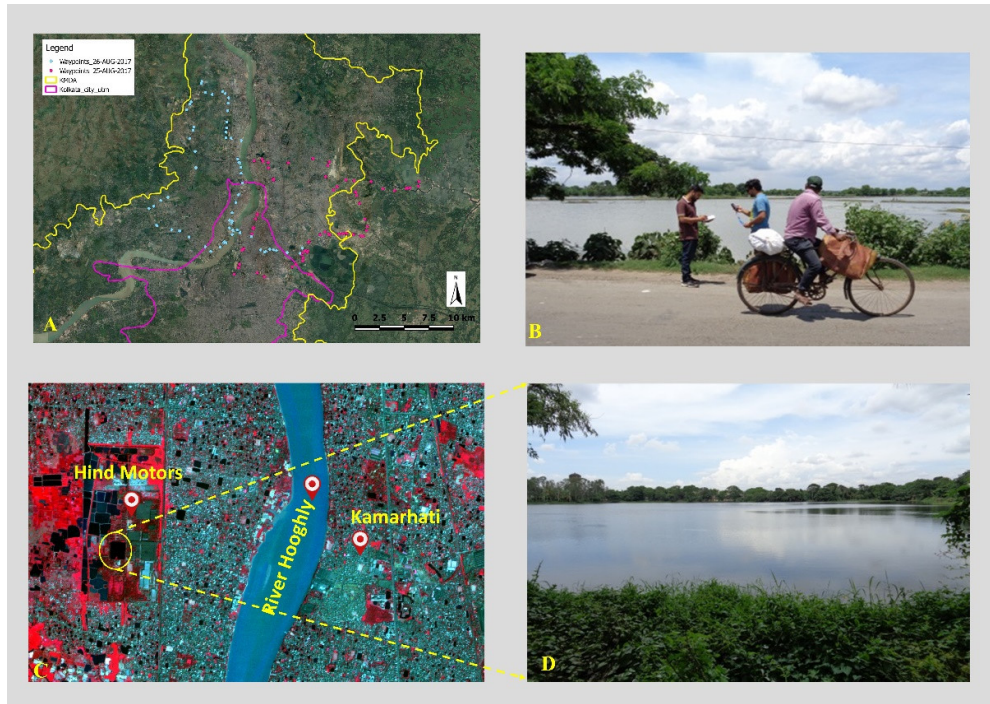 Legend
Waypoints_26-AUG-2017
Waypoints_25-AUG-2017
KMDA
Kolkata_city_utm
N
0 2.5 5 7.5 10 km
A
B
Hind Motors
River Hooghly
Kamarhati
C
D